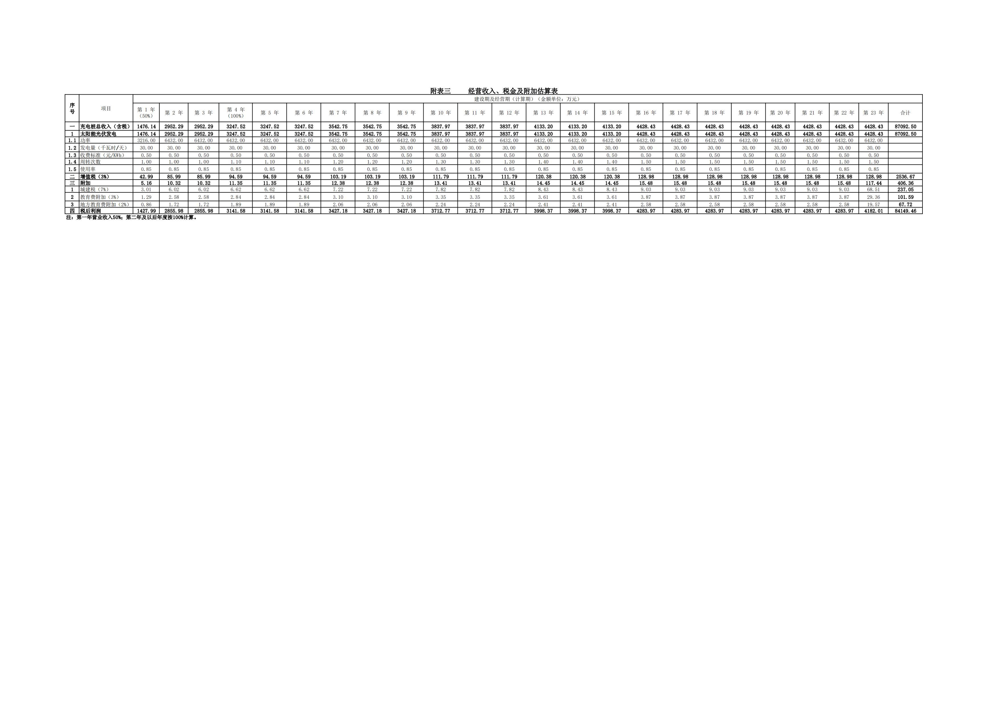 附表三 经营收入、税金及附加估算表
序号 项目 建设期及经营期（计算期）（金额单位：万元）
第 1 年（50%） 第 2 年 第 3 年 第 4 年（100%） 第 5 年 第 6 年 第 7 年 第 8 年 第 9 年 第 10 年 第 11 年 第 12 年 第 13 年 第 14 年 第 15 年 第 16 年 第 17 年 第 18 年 第 19 年 第 20 年 第 21 年 第 22 年 第 23 年 合计
一 充电桩总收入（含税） 1476.14 2952.29 2952.29 3247.52 3247.52 3247.52 3542.75 3542.75 3542.75 3837.97 3837.97 3837.97 4133.20 4133.20 4133.20 4428.43 4428.43 4428.43 4428.43 4428.43 4428.43 4428.43 4428.43 87092.50
1 太阳能光伏发电 1476.14 2952.29 2952.29 3247.52 3247.52 3247.52 3542.75 3542.75 3542.75 3837.97 3837.97 3837.97 4133.20 4133.20 4133.20 4428.43 4428.43 4428.43 4428.43 4428.43 4428.43 4428.43 4428.43 87092.50
1.1 功率 3216.00 6432.00 6432.00 6432.00 6432.00 6432.00 6432.00 6432.00 6432.00 6432.00 6432.00 6432.00 6432.00 6432.00 6432.00 6432.00 6432.00 6432.00 6432.00 6432.00 6432.00 6432.00 6432.00
1.2 发电量（千瓦时/天） 30.00 30.00 30.00 30.00 30.00 30.00 30.00 30.00 30.00 30.00 30.00 30.00 30.00 30.00 30.00 30.00 30.00 30.00 30.00 30.00 30.00 30.00 30.00
1.3 收费标准（元/KWh） 0.50 0.50 0.50 0.50 0.50 0.50 0.50 0.50 0.50 0.50 0.50 0.50 0.50 0.50 0.50 0.50 0.50 0.50 0.50 0.50 0.50 0.50 0.50
1.4 周转次数 1.00 1.00 1.00 1.10 1.10 1.10 1.20 1.20 1.20 1.30 1.30 1.30 1.40 1.40 1.40 1.50 1.50 1.50 1.50 1.50 1.50 1.50 1.50
1.5 使用率 0.85 0.85 0.85 0.85 0.85 0.85 0.85 0.85 0.85 0.85 0.85 0.85 0.85 0.85 0.85 0.85 0.85 0.85 0.85 0.85 0.85 0.85 0.85
二 增值税（3%） 42.99 85.99 85.99 94.59 94.59 94.59 103.19 103.19 103.19 111.79 111.79 111.79 120.38 120.38 120.38 128.98 128.98 128.98 128.98 128.98 128.98 128.98 128.98 2536.67
三 附加 5.16 10.32 10.32 11.35 11.35 11.35 12.38 12.38 12.38 13.41 13.41 13.41 14.45 14.45 14.45 15.48 15.48 15.48 15.48 15.48 15.48 15.48 117.44 406.36
1 城建税（7%） 3.01 6.02 6.02 6.62 6.62 6.62 7.22 7.22 7.22 7.82 7.82 7.82 8.43 8.43 8.43 9.03 9.03 9.03 9.03 9.03 9.03 9.03 68.51 237.05
2 教育费附加（3%） 1.29 2.58 2.58 2.84 2.84 2.84 3.10 3.10 3.10 3.35 3.35 3.35 3.61 3.61 3.61 3.87 3.87 3.87 3.87 3.87 3.87 3.87 29.36 101.59
3 地方教育费附加（2%） 0.86 1.72 1.72 1.89 1.89 1.89 2.06 2.06 2.06 2.24 2.24 2.24 2.41 2.41 2.41 2.58 2.58 2.58 2.58 2.58 2.58 2.58 19.57 67.72
四 税后利润 1427.99 2855.98 2855.98 3141.58 3141.58 3141.58 3427.18 3427.18 3427.18 3712.77 3712.77 3712.77 3998.37 3998.37 3998.37 4283.97 4283.97 4283.97 4283.97 4283.97 4283.97 4283.97 4182.01 84149.46
注：第一年营业收入50%；第二年及以后年度按100%计算。